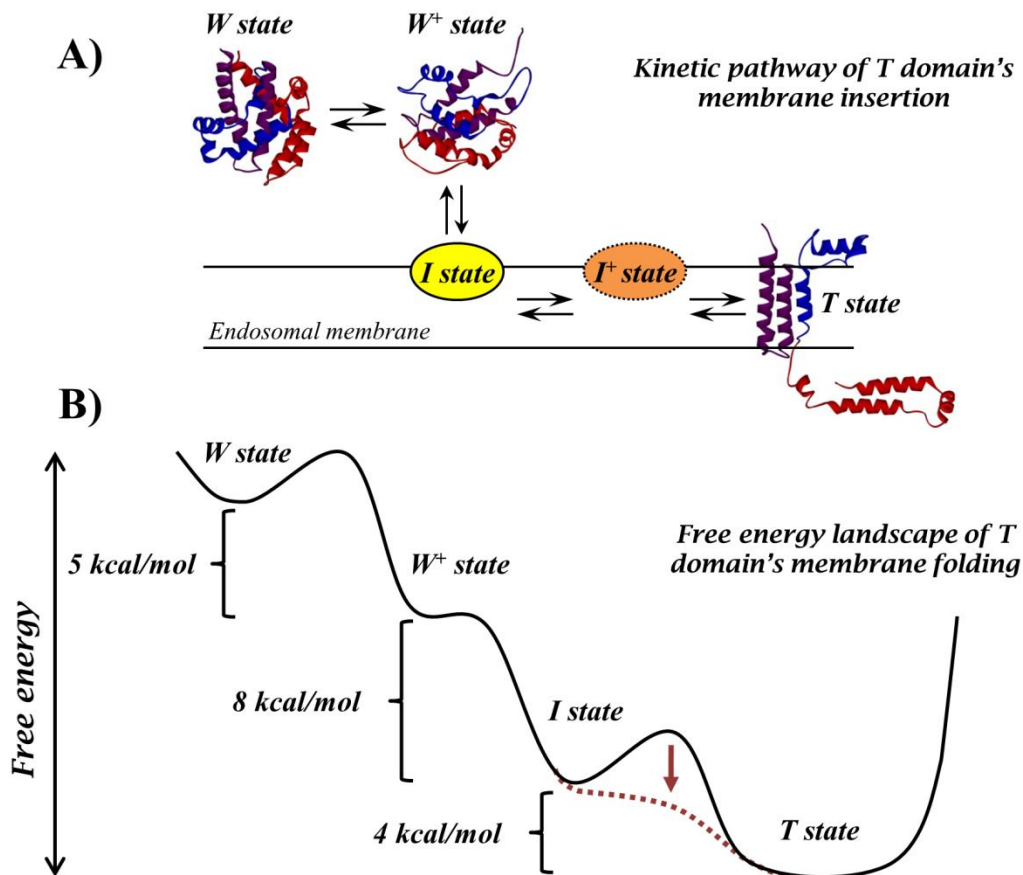 A)
W state
W+ state
Kinetic pathway of T domain's
membrane insertion
I state
I+ state
T state
Endosomal membrane
B)
W state
5 kcal/mol
W+ state
Free energy landscape of T
domain's membrane folding
Free energy
8 kcal/mol
I state
4 kcal/mol
T state